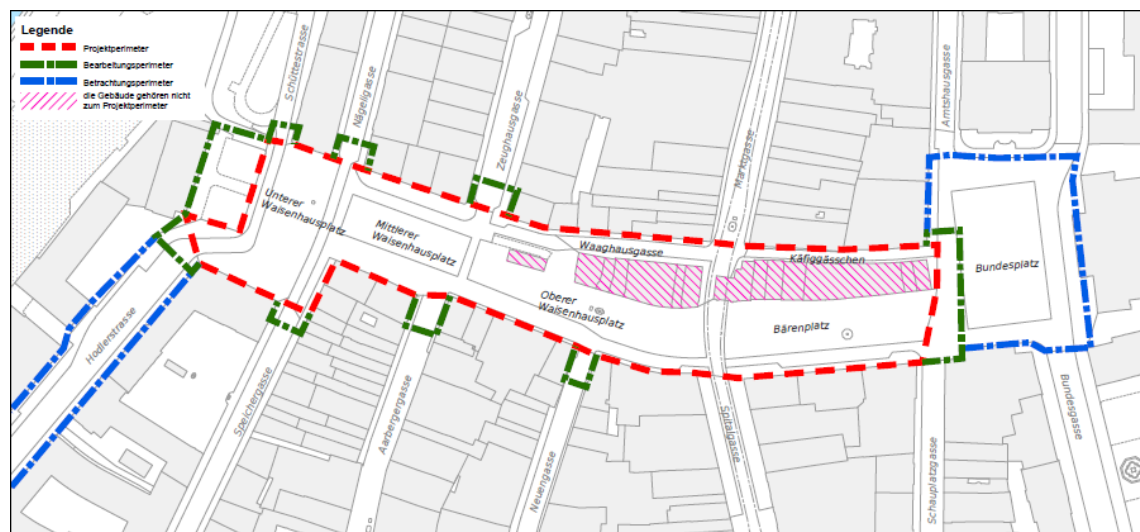 Legende
Projektperimeter
Bearbeitungsperimeter
Betrachtungsperimeter
die Gebäude gehören nicht
zum Projektperimeter
Schüttestrasse
Nägeligasse
Zeughausgasse
Marktgasse
Amthausgasse
Unterer
Waisenhausplatz
Mittlerer
Waisenhausplatz
Waaghausgasse
Käfiggässchen
Bundesplatz
Oberer
Waisenhausplatz
Bärenplatz
Hodlerstrasse
Speichergasse
Aarbergergasse
Neuengasse
Spitalgasse
Schauplatzgasse
Bundesgasse